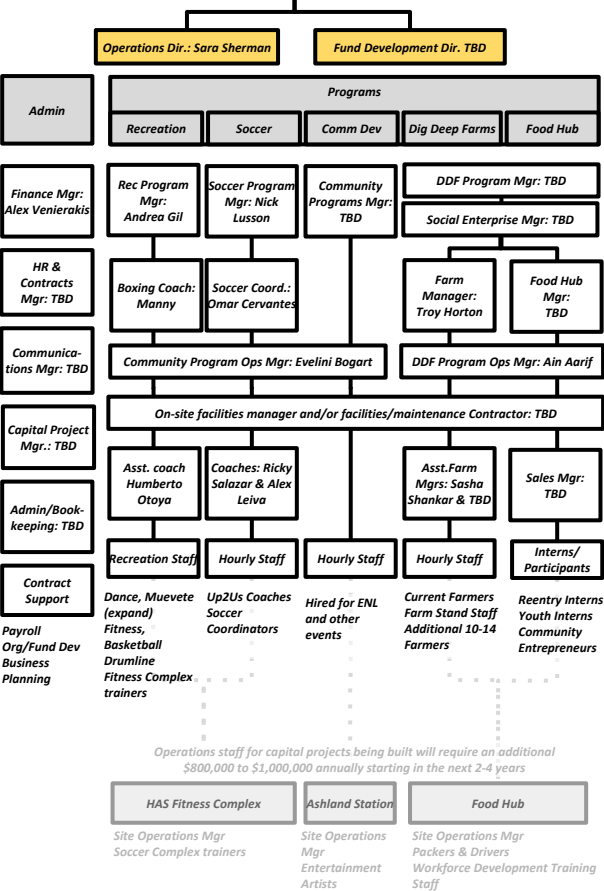 Operations Dir.: Sara Sherman
Fund Development Dir. TBD
Admin
Programs
Recreation
Soccer
Comm Dev
Dig Deep Farms
Food Hub
Finance Mgr:
Alex Venierakis
Rec Program
Mgr:
Andrea Gil
Soccer Program
Mgr: Nick
Lusson
Community
Programs Mgr:
TBD
DDF Program Mgr: TBD
Social Enterprise Mgr: TBD
HR &
Contracts
Mgr: TBD
Boxing Coach:
Manny
Soccer Coord.:
Omar Cervantes
Farm
Manager:
Troy Horton
Food Hub
Mgr:
TBD
Communica-
tions Mgr: TBD
Community Program Ops Mgr: Evelini Bogart
DDF Program Ops Mgr: Ain Aarif
On-site facilities manager and/or facilities/maintenance Contractor: TBD
Capital Project
Mgr.: TBD
Asst. coach
Humberto
Otoya
Coaches: Ricky
Salazar & Alex
Leiva
Asst.Farm
Mgrs: Sasha
Shankar & TBD
Sales Mgr:
TBD
Admin/Book-
keeping: TBD
Recreation Staff
Hourly Staff
Hourly Staff
Hourly Staff
Interns/
Participants
Contract
Support
Payroll
Org/Fund Dev
Business
Planning
Dance, Muevete
(expand)
Fitness,
Basketball
Drumline
Fitness Complex
trainers
Up2Us Coaches
Soccer
Coordinators
Hired for ENL
and other
events
Current Farmers
Farm Stand Staff
Additional 10-14
Farmers
Reentry Interns
Youth Interns
Community
Entrepreneurs
Operations staff for capital projects being built will require an additional
$800,000 to $1,000,000 annually starting in the next 2-4 years
HAS Fitness Complex
Ashland Station
Food Hub
Site Operations Mgr
Soccer Complex trainers
Site Operations
Mgr
Entertainment
Artists
Site Operations Mgr
Packers & Drivers
Workforce Development Training
Staff